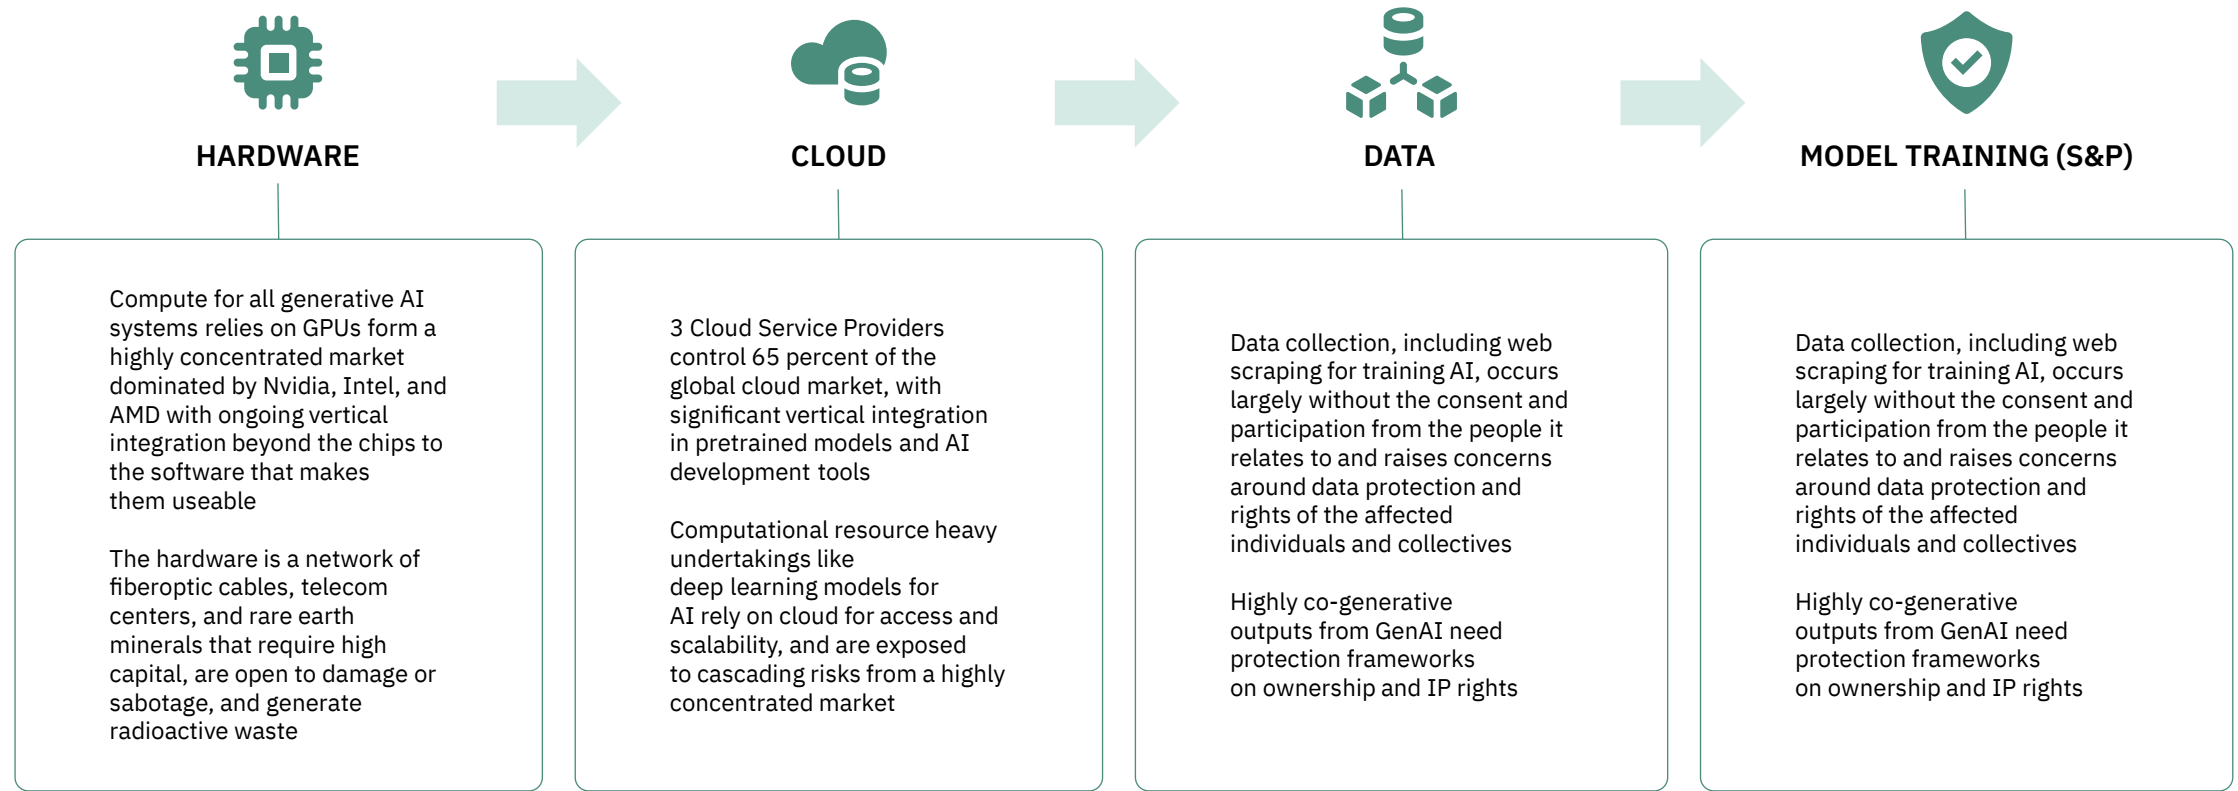 HARDWARE
CLOUD
DATA
MODEL TRAINING (S&P)
Compute for all generative AI
systems relies on GPUs form a
highly concentrated market
dominated by Nvidia, Intel, and
AMD with ongoing vertical
integration beyond the chips to
the software that makes
them useable
The hardware is a network of
fiberoptic cables, telecom
centers, and rare earth
minerals that require high
capital, are open to damage or
sabotage, and generate
radioactive waste
3 Cloud Service Providers
control 65 percent of the
global cloud market, with
significant vertical integration
in pretrained models and AI
development tools
Computational resource heavy
undertakings like
deep learning models for
AI rely on cloud for access and
scalability, and are exposed
to cascading risks from a highly
concentrated market
Data collection, including web
scraping for training AI, occurs
largely without the consent and
participation from the people it
relates to and raises concerns
around data protection and
rights of the affected
individuals and collectives
Highly co-generative
outputs from GenAI need
protection frameworks
on ownership and IP rights
Data collection, including web
scraping for training AI, occurs
largely without the consent and
participation from the people it
relates to and raises concerns
around data protection and
rights of the affected
individuals and collectives
Highly co-generative
outputs from GenAI need
protection frameworks
on ownership and IP rights